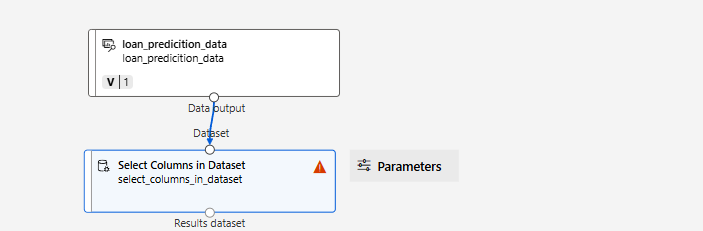 loan_predicition_data
loan_predicition_data
V | 1
Data output
Dataset
Select Columns in Dataset
select_columns_in_dataset
Parameters
Results dataset